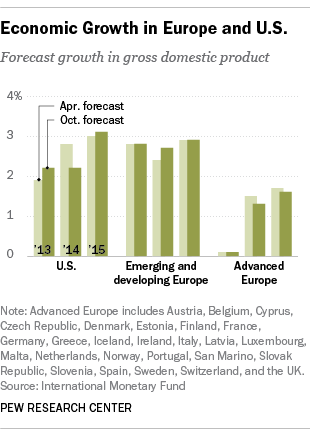 Economic Growth in Europe and U.S.
Forecast growth in gross domestic product
4%
Apr. forecast
Oct. forecast
3
2
1
0
'13 '14 '15
U.S.
Emerging and
developing Europe
Advanced
Europe
Note: Advanced Europe includes Austria, Belgium, Cyprus,
Czech Republic, Denmark, Estonia, Finland, France,
Germany, Greece, Iceland, Ireland, Italy, Latvia, Luxembourg,
Malta, Netherlands, Norway, Portugal, San Marino, Slovak
Republic, Slovenia, Spain, Sweden, Switzerland, and the UK.
Source: International Monetary Fund
PEW RESEARCH CENTER